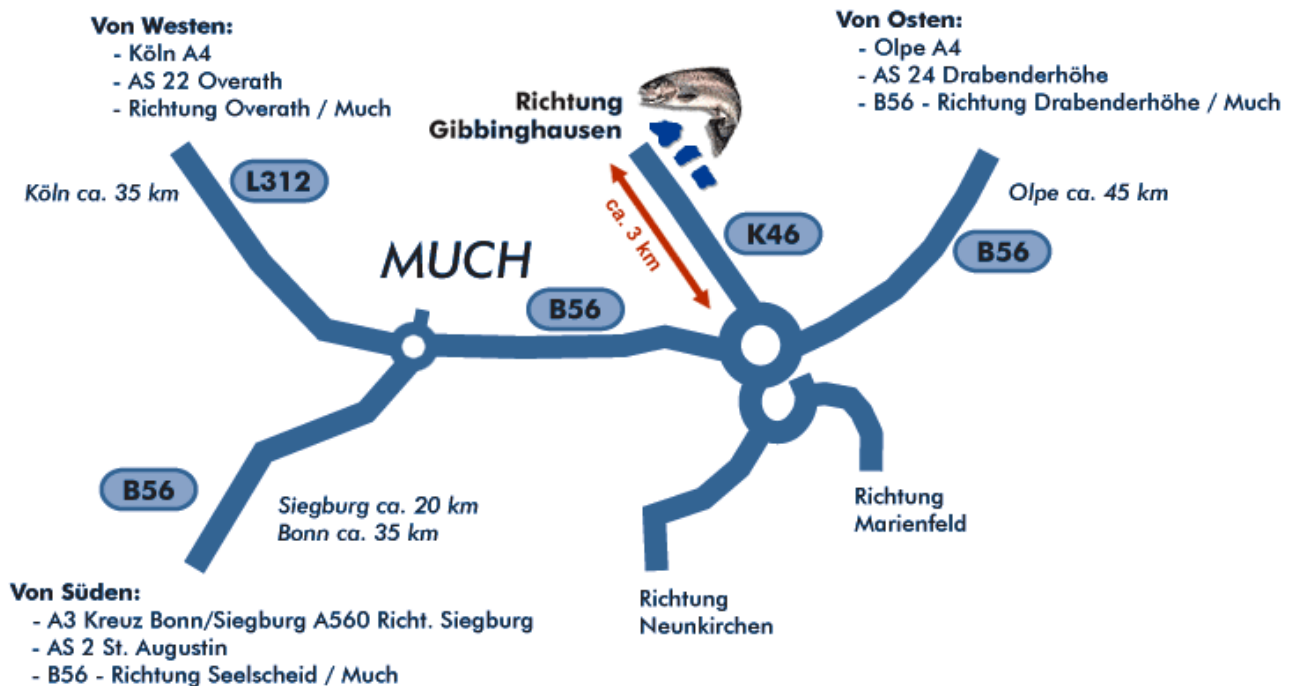 Von Westen:
- Köln A4
- AS 22 Overath
- Richtung Overath / Much
Von Osten:
- Olpe A4
- AS 24 Drabenderhöhe
- B56 - Richtung Drabenderhöhe / Much
Richtung
Gibbinghausen
Köln ca. 35 km
L312
ca. 3 km
K46
Olpe ca. 45 km
B56
MUCH
B56
B56
Siegburg ca. 20 km
Bonn ca. 35 km
Richtung
Marienfeld
Richtung
Neunkirchen
Von Süden:
- A3 Kreuz Bonn/Siegburg A560 Richt. Siegburg
- AS 2 St. Augustin
- B56 - Richtung Seelscheid / Much